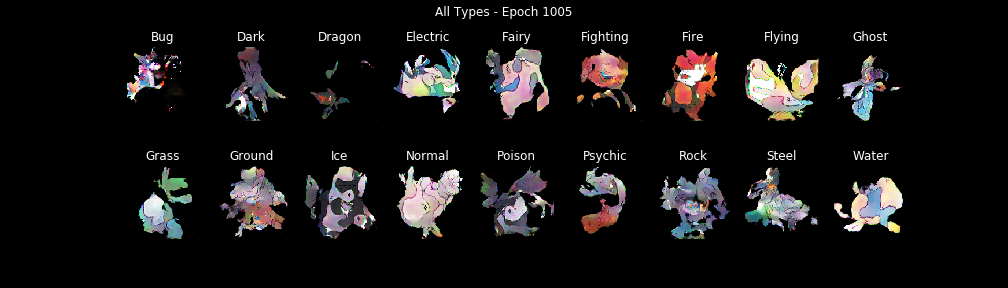 All Types - Epoch 1005
Bug Dark Dragon Electric Fairy Fighting Fire Flying Ghost
Grass Ground Ice Normal Poison Psychic Rock Steel Water